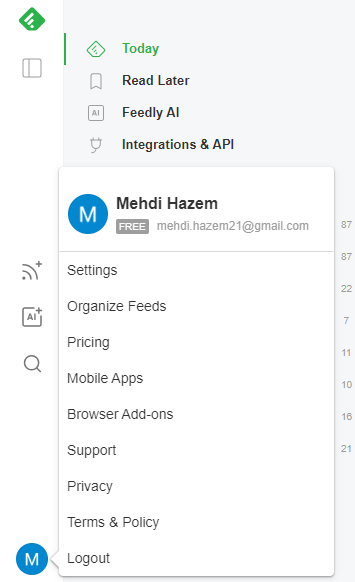 Today
Read Later
AI Feedly AI
Integrations & API
M Mehdi Hazem
FREE mehdi.hazem21@gmail.com
87
Settings
87
Organize Feeds
22
AI
7
Pricing
11
Mobile Apps
10
Browser Add-ons
16
Support
21
Privacy
Terms & Policy
M Logout